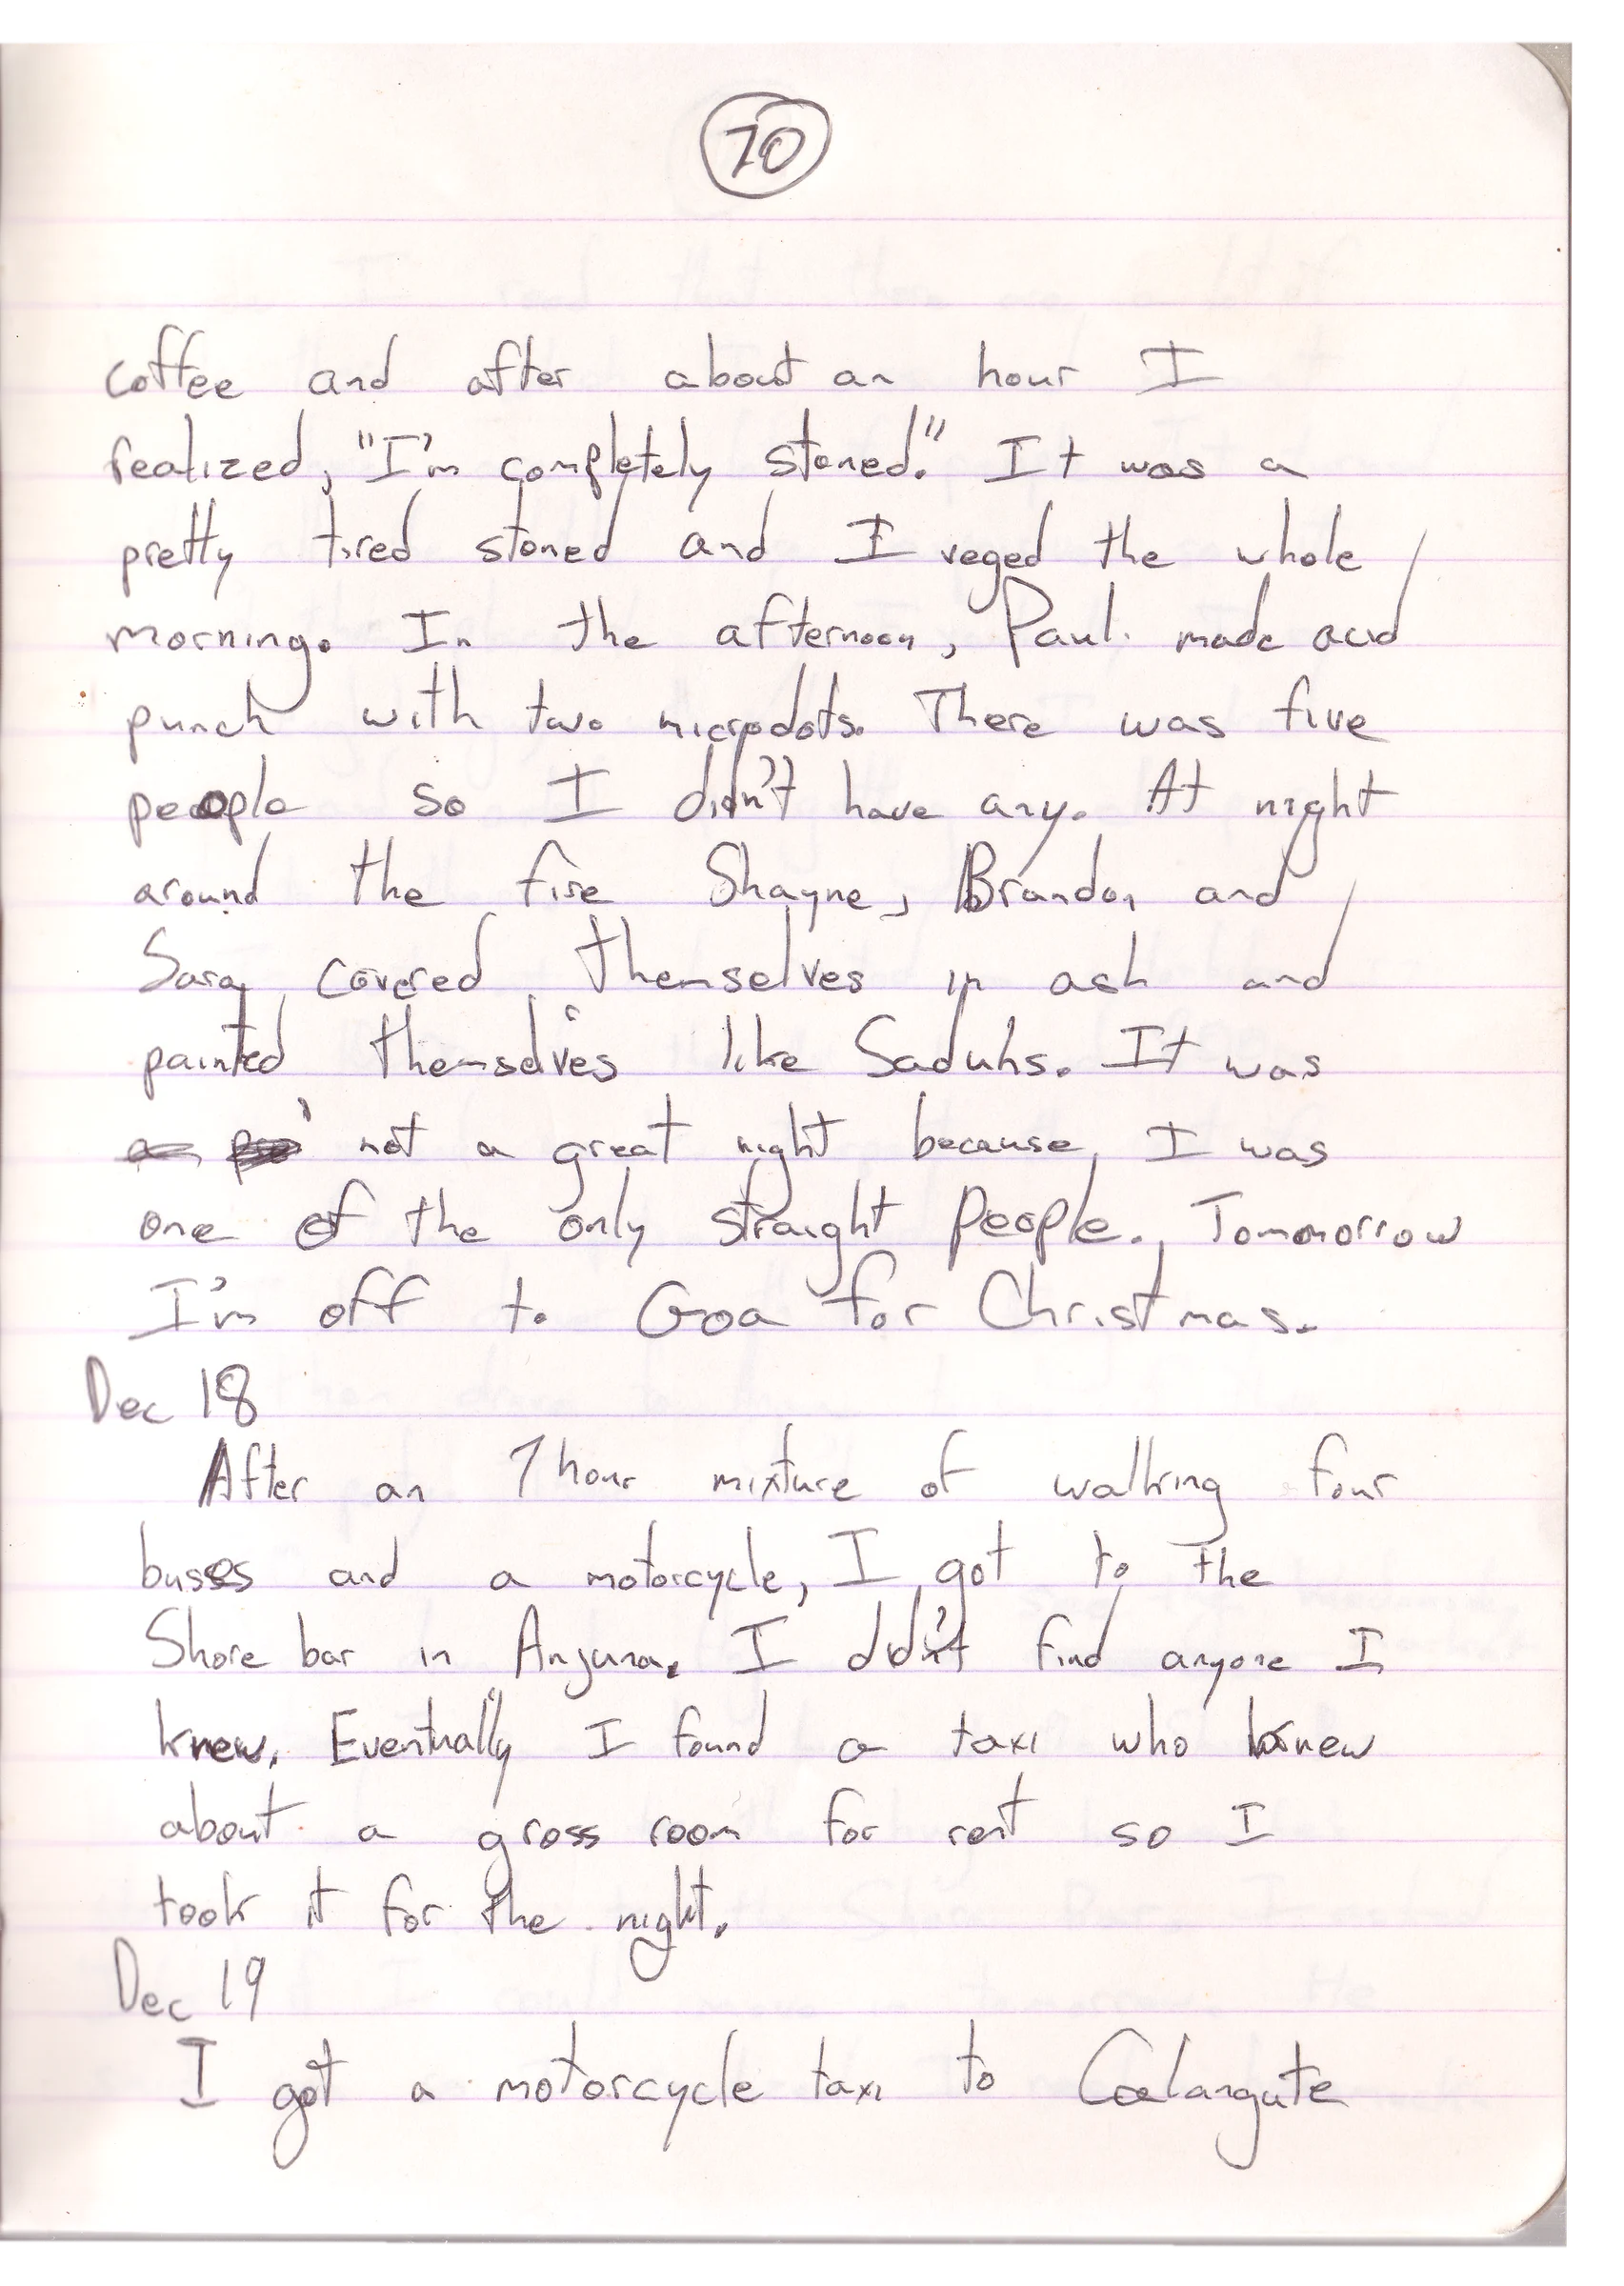 70
coffee and after about an hour I
realized, "I'm completely stoned." It was a
pretty tired stoned and I veged the whole
morning. In the afternoon, Paul made acid
punch with two microdots. There was five
people so I didn't have any. At night
around the fire Shayne, Brandon and
Sara covered themselves in ash and
painted themselves like Saduhs. It was
not a great night because I was
one of the only straight people. Tomorrow
I'm off to Goa for Christmas.
Dec 18
After an 7 hour mixture of walking four
busses and a motorcycle, I got to the
Shore bar in Anjuna. I didn't find anyone I
knew. Eventually I found a taxi who knew
about a gross room for rent so I
took it for the night.
Dec 19
I got a motorcycle taxi to Calangute